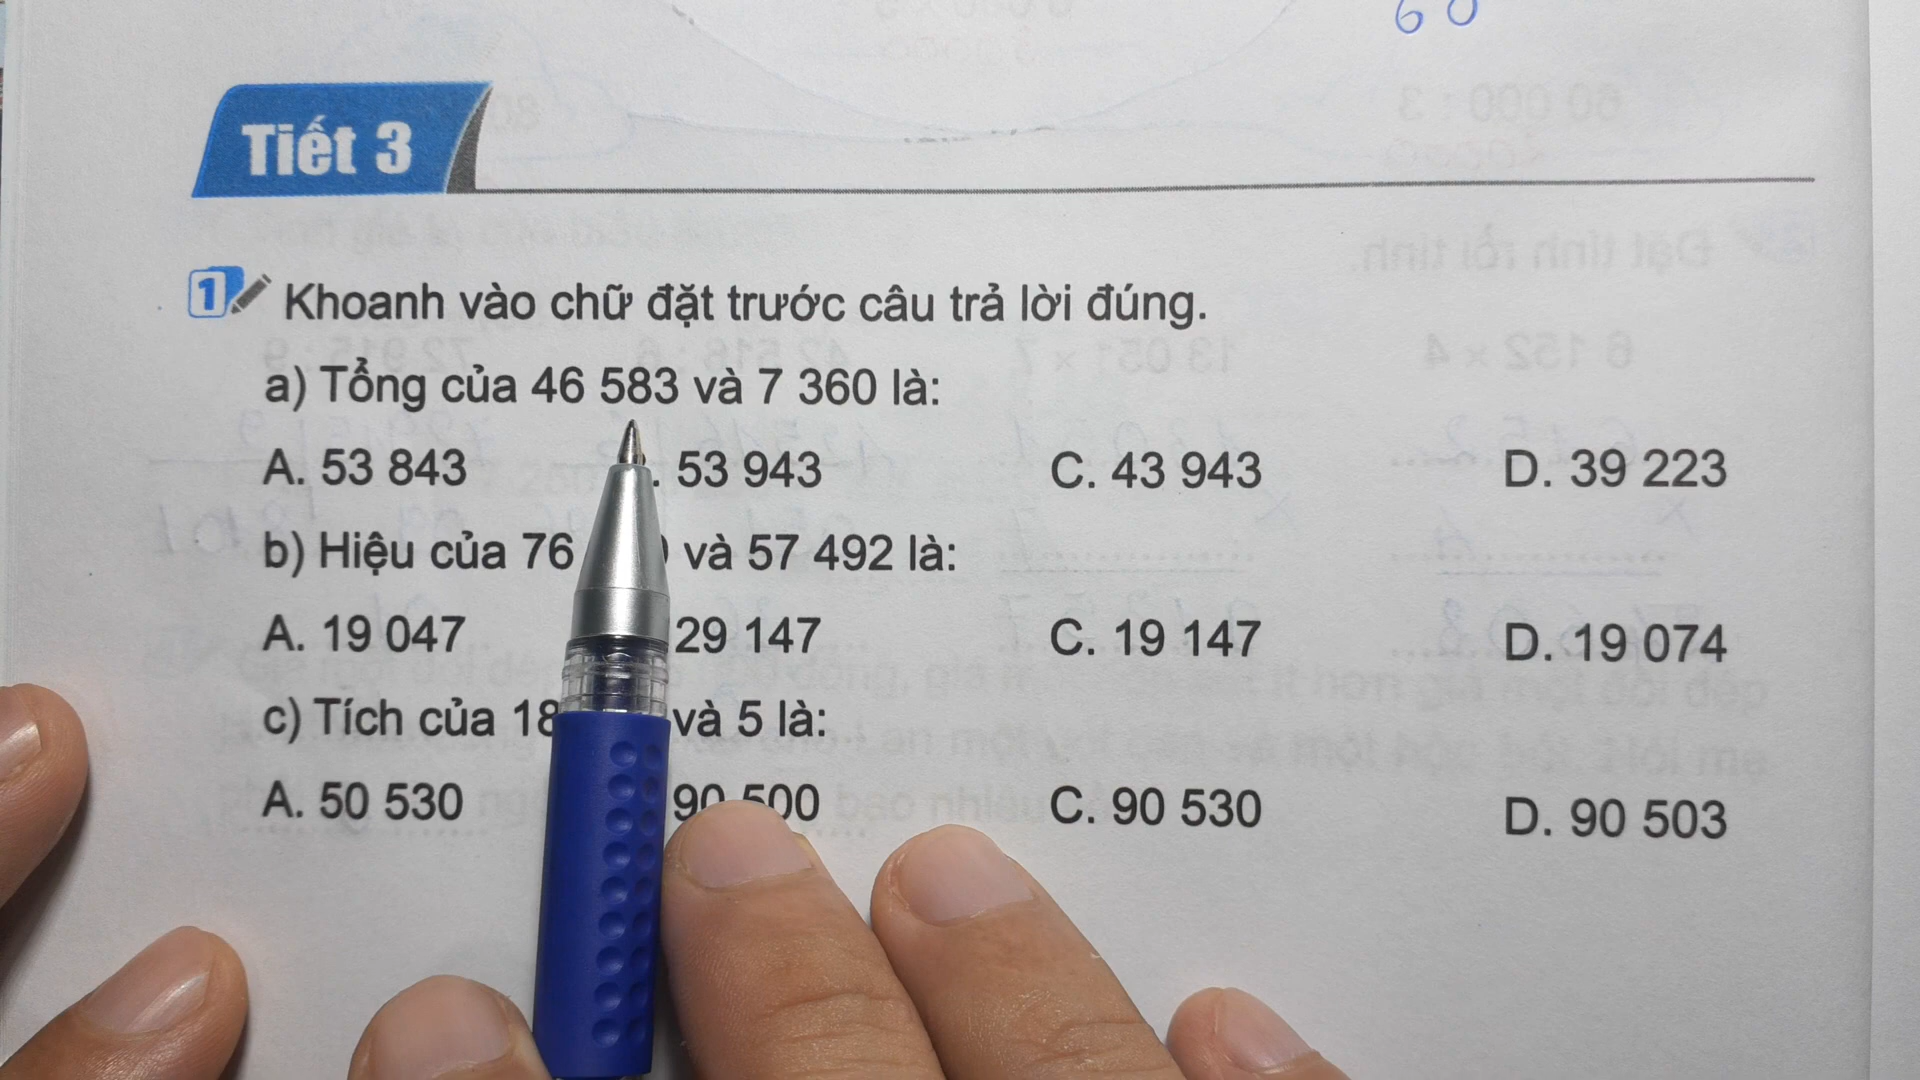 60
Tiết 3
1 Khoanh vào chữ đặt trước câu trả lời đúng.
a) Tổng của 46 583 và 7 360 là:
A. 53 843 . 53 943 C. 43 943 D. 39 223
b) Hiệu của 76 và 57 492 là:
A. 19 047 29 147 C. 19 147 D. 19 074
c) Tích của 18 và 5 là:
A. 50 530 90 500 C. 90 530 D. 90 503